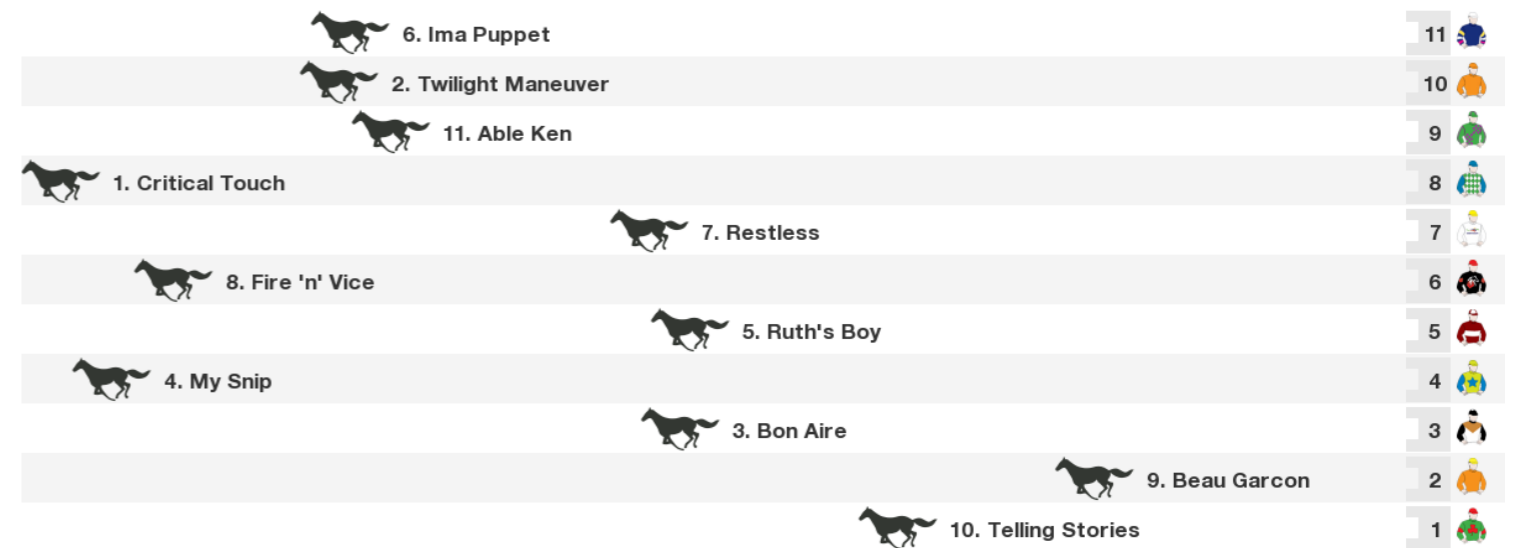 6. Ima Puppet 11
2. Twilight Maneuver 10
11. Able Ken 9
1. Critical Touch 8
7. Restless 7
8. Fire 'n' Vice 6
5. Ruth's Boy 5
4. My Snip 4
3. Bon Aire 3
9. Beau Garcon 2
10. Telling Stories 1